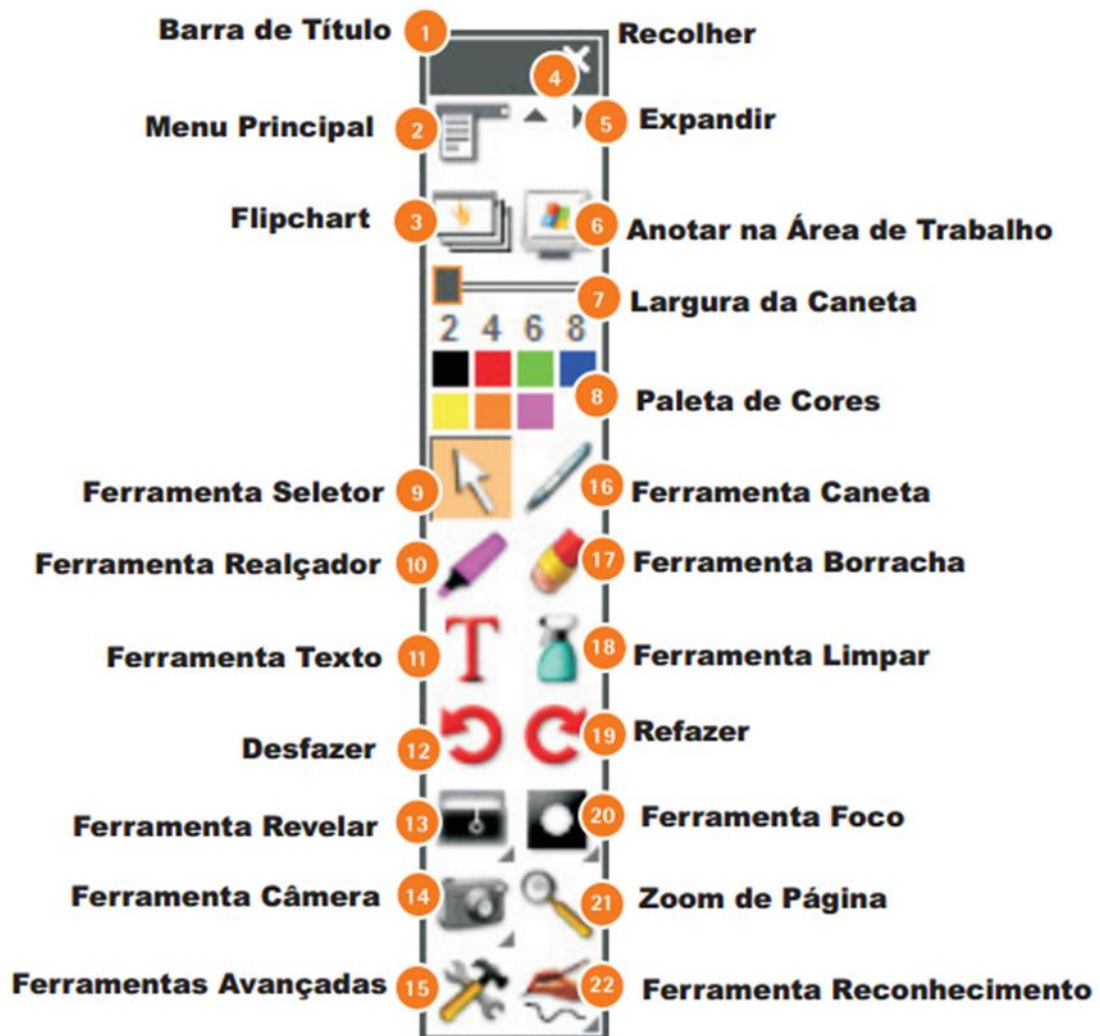 Barra de Título 1
Recolher
4
Menu Principal 2
5 Expandir
Flipchart 3
6 Anotar na Área de Trabalho
7 Largura da Caneta
2 4 6 8
8 Paleta de Cores
Ferramenta Seletor 9
16 Ferramenta Caneta
Ferramenta Realçador 10
17 Ferramenta Borracha
Ferramenta Texto 11
T
18 Ferramenta Limpar
Desfazer 12
19 Refazer
Ferramenta Revelar 13
20 Ferramenta Foco
Ferramenta Câmera 14
21 Zoom de Página
Ferramentas Avançadas 15
22 Ferramenta Reconhecimento